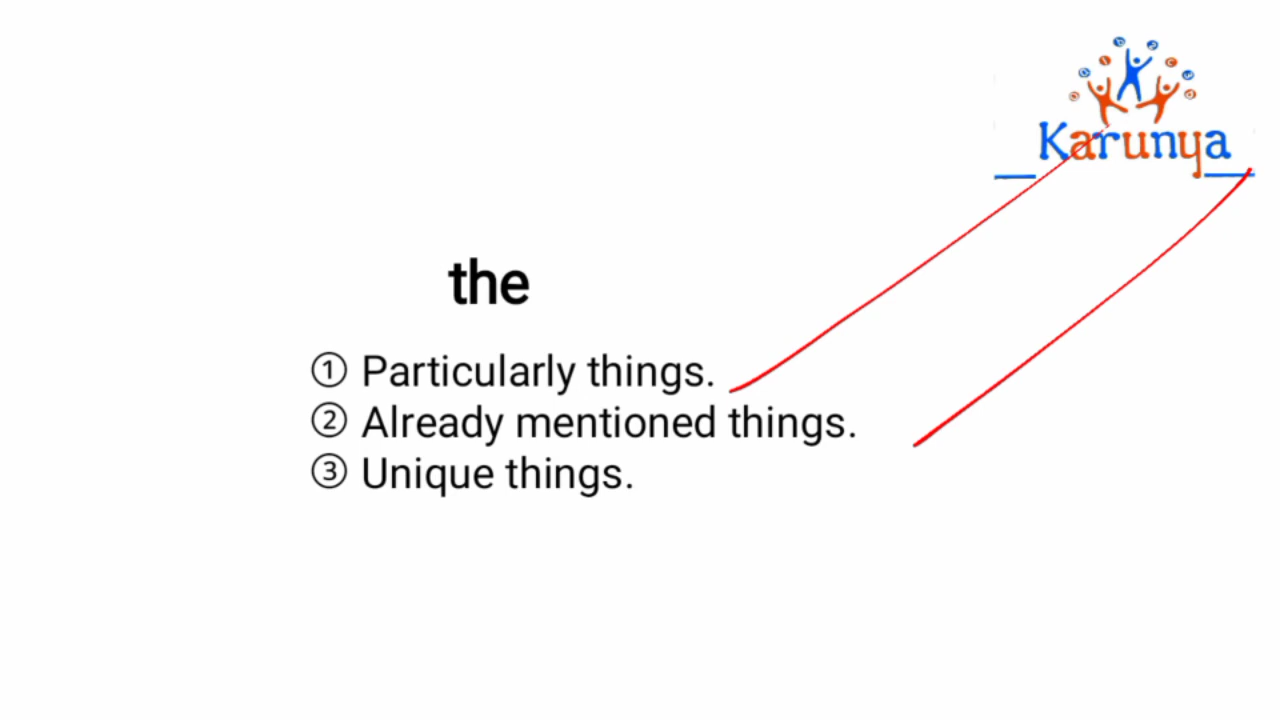 Karunya
the
① Particularly things.
② Already mentioned things.
③ Unique things.